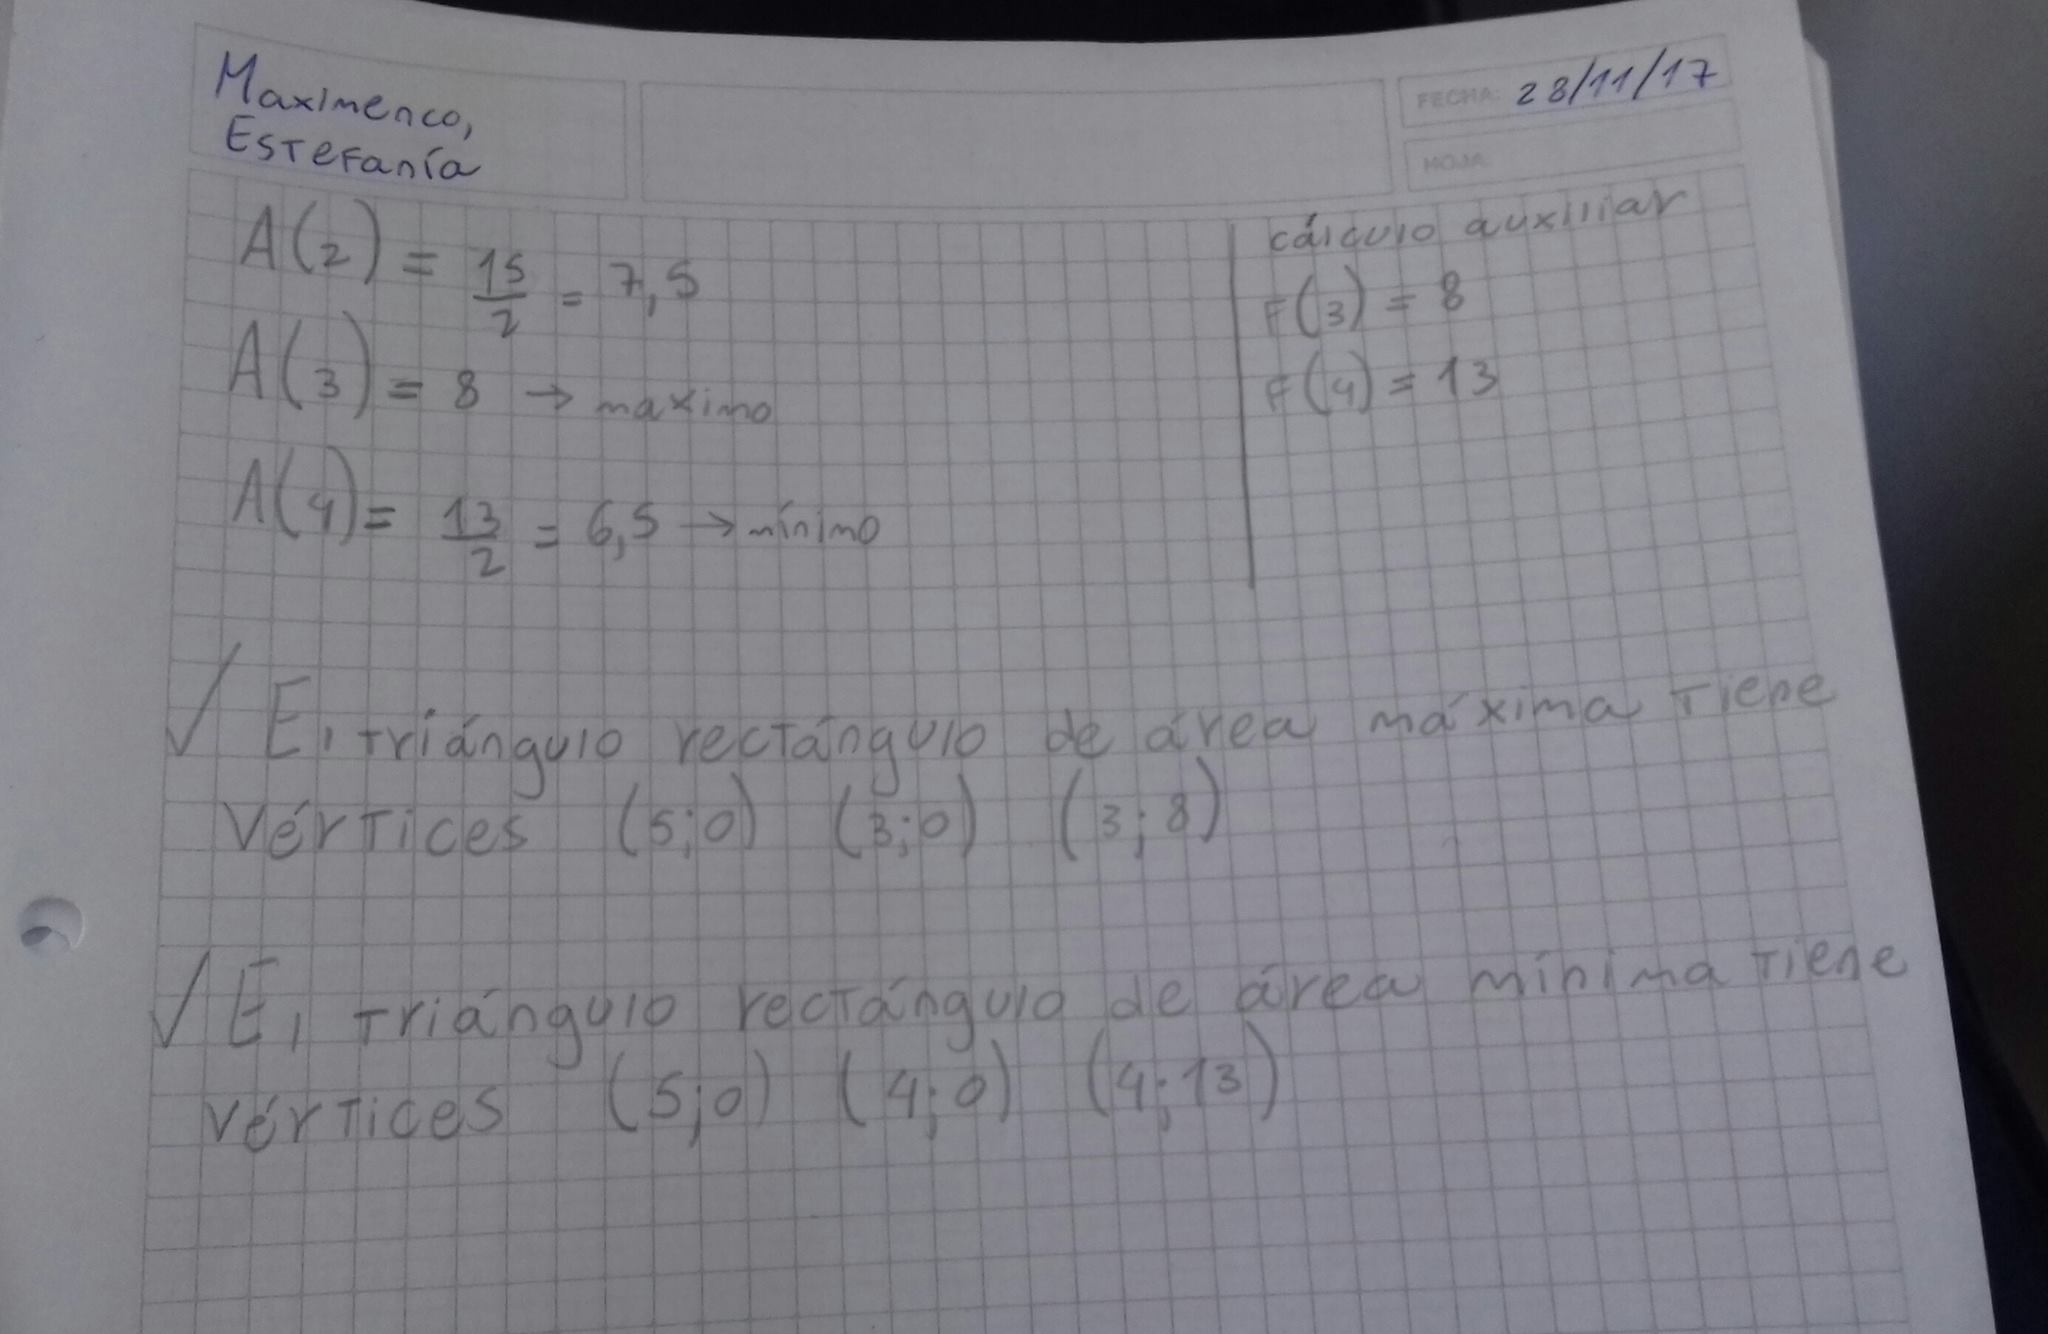 Maximenco,
Estefanía
FECHA: 28/11/17
HOJA:
A(2) = 15/2 = 7,5
A(3) = 8 → maximo
A(4) = 13/2 = 6,5 → mínimo
cálculo auxiliar
F(3) = 8
F(4) = 13
√ El triángulo rectángulo de área máxima tiene
vértices (5;0) (3;0) (3;8)
√ El triángulo rectángulo de área mínima tiene
vértices (5;0) (4;0) (4;13)